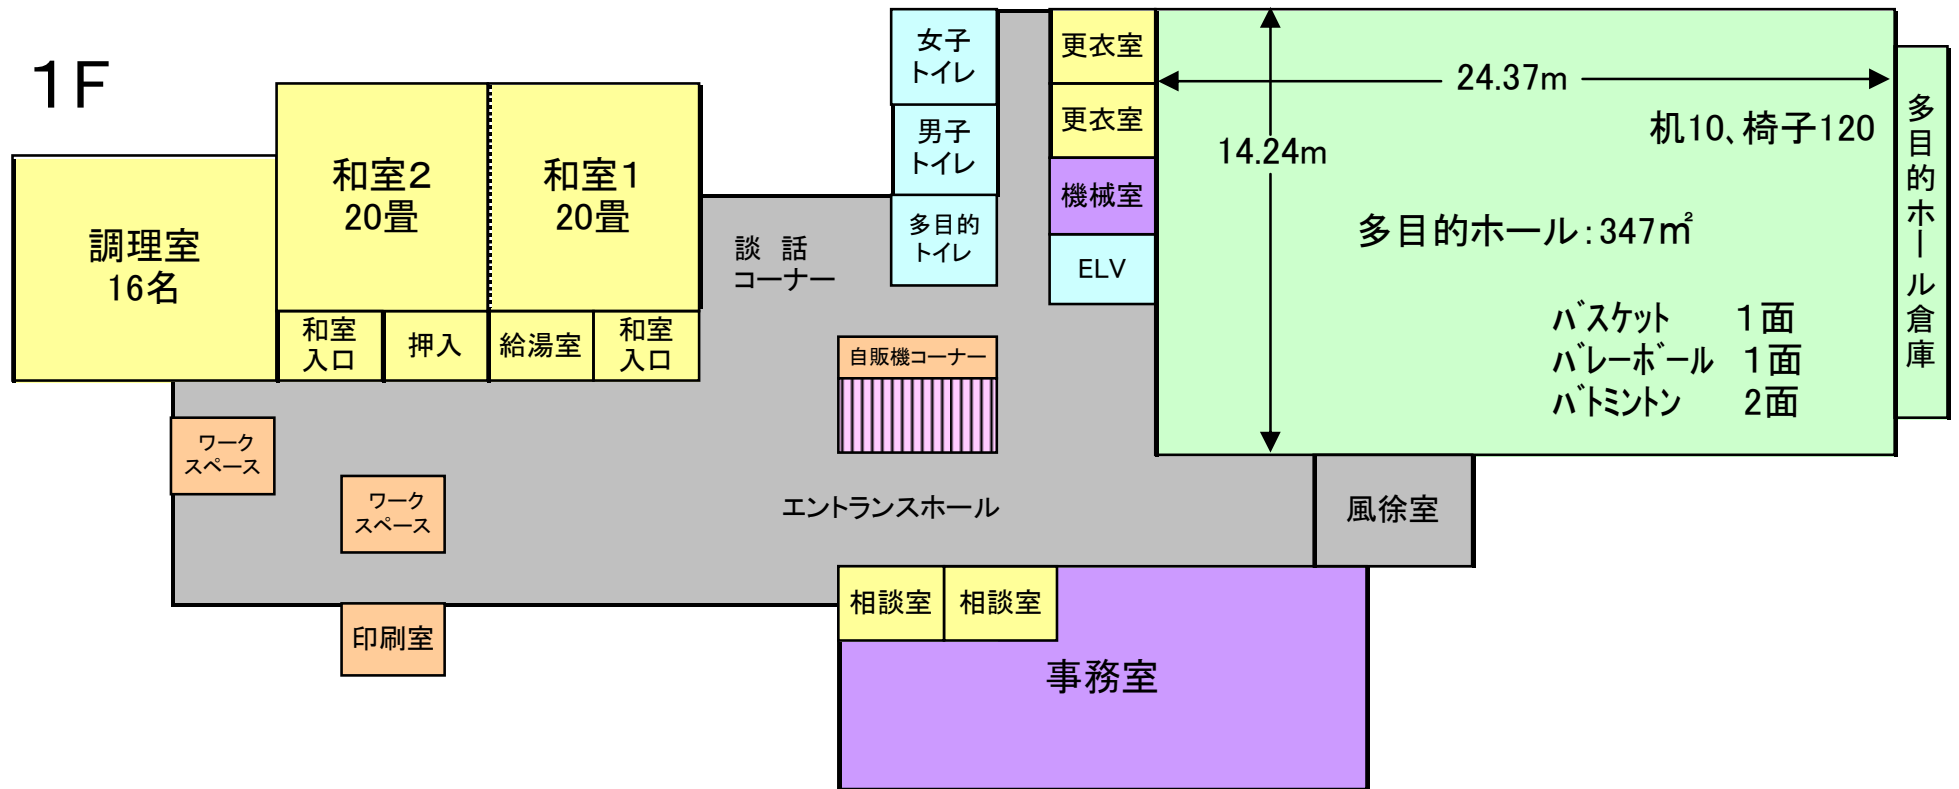 1F
女子
トイレ
更衣室
24.37m
机10、椅子120
多目的ホール倉庫
更衣室
男子
トイレ
14.24m
和室2
20畳
和室1
20畳
機械室
多目的ホール:347㎡
多目的
トイレ
調理室
16名
談 話
コーナー
ELV
バスケット 1面
バレーボール 1面
バトミントン 2面
和室
入口
押入
給湯室
和室
入口
自販機コーナー
ワーク
スペース
ワーク
スペース
エントランスホール
風徐室
相談室
相談室
印刷室
事務室